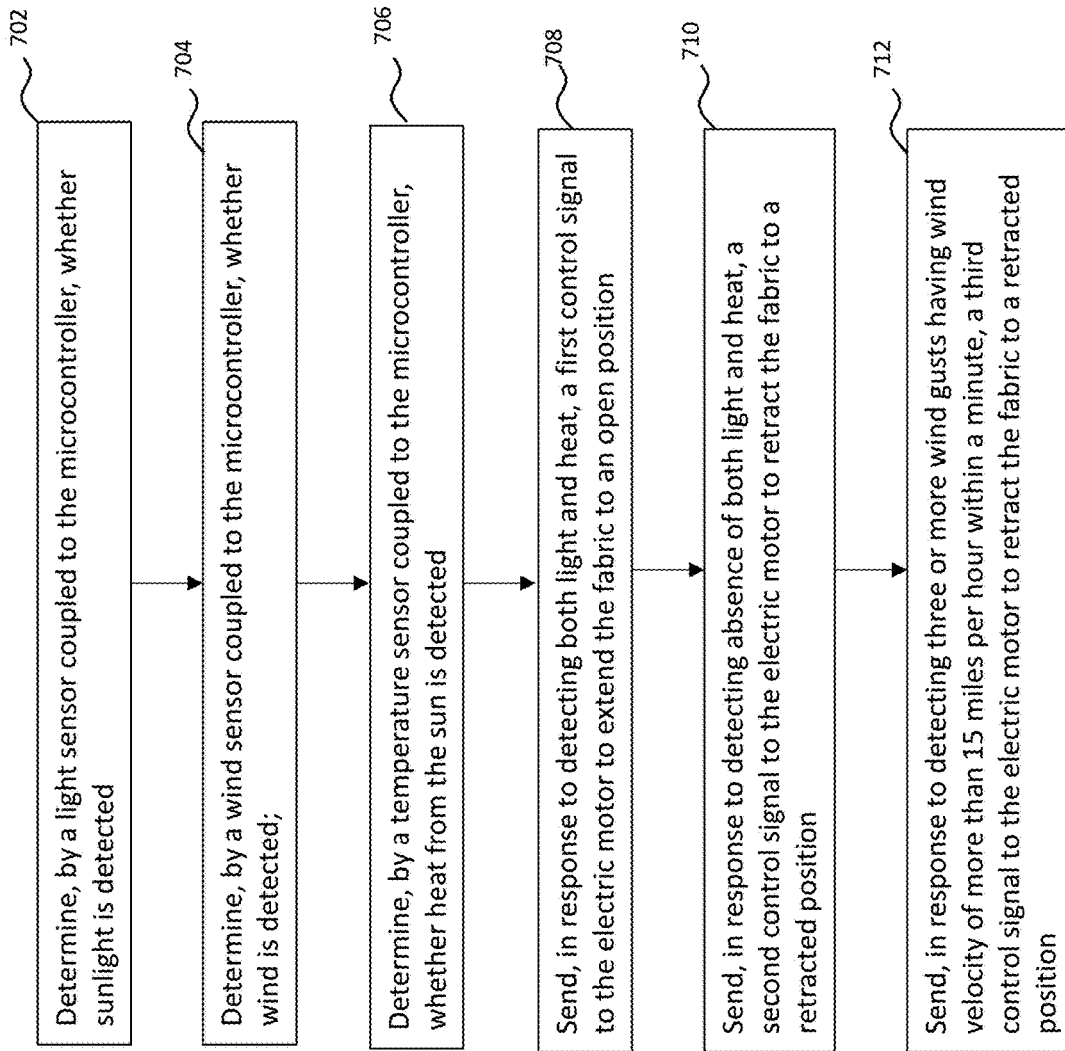 702
Determine, by a light sensor coupled to the microcontroller, whether
sunlight is detected
704
Determine, by a wind sensor coupled to the microcontroller, whether
wind is detected;
706
Determine, by a temperature sensor coupled to the microcontroller,
whether heat from the sun is detected
708
Send, in response to detecting both light and heat, a first control signal
to the electric motor to extend the fabric to an open position
710
Send, in response to detecting absence of both light and heat, a
second control signal to the electric motor to retract the fabric to a
retracted position
712
Send, in response to detecting three or more wind gusts having wind
velocity of more than 15 miles per hour within a minute, a third
control signal to the electric motor to retract the fabric to a retracted
position